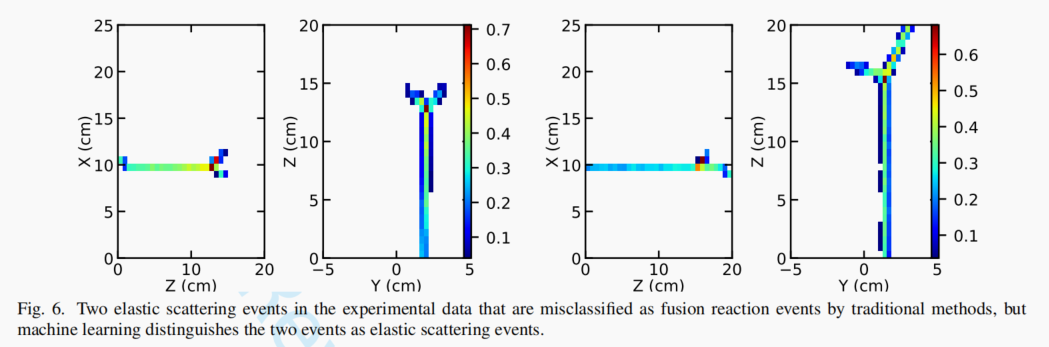 25
20
15
10
5
0
X (cm)
0 10 20
Z (cm)
20
15
10
5
0
Z (cm)
−5 0 5
Y (cm)
0.7
0.6
0.5
0.4
0.3
0.2
0.1
25
20
15
10
5
0
X (cm)
0 10 20
Z (cm)
20
15
10
5
0
Z (cm)
−5 0 5
Y (cm)
0.6
0.5
0.4
0.3
0.2
0.1
Fig. 6. Two elastic scattering events in the experimental data that are misclassified as fusion reaction events by traditional methods, but
machine learning distinguishes the two events as elastic scattering events.